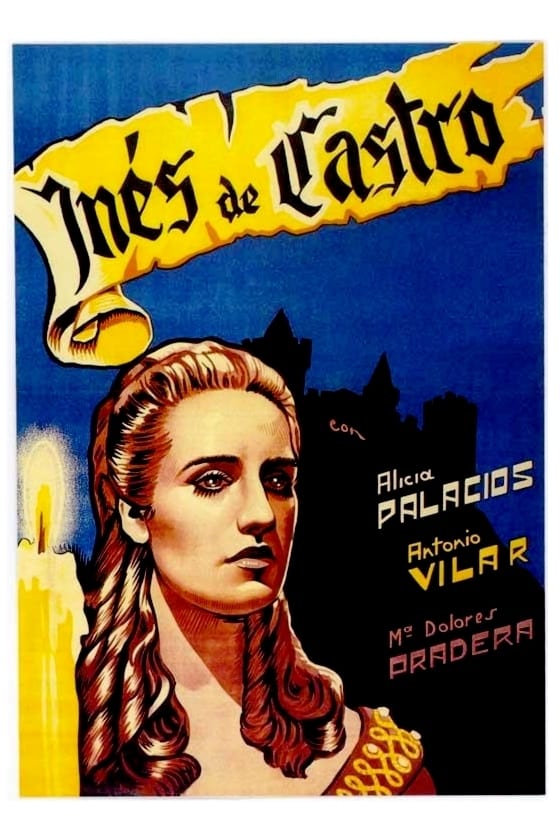 Inés de Castro
con
Alicia
PALACIOS
Antonio
VILAR
Mª Dolores
PRADERA